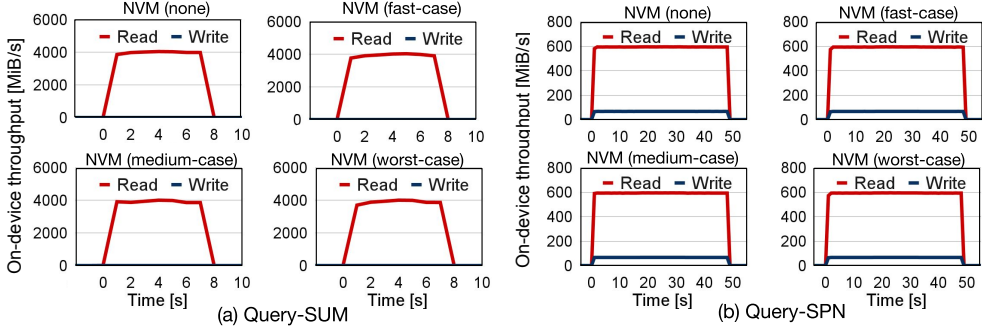 On-device throughput [MiB/s]
NVM (none)
Read Write
6000
4000
2000
0
0 2 4 6 8 10
NVM (fast-case)
Read Write
6000
4000
2000
0
0 2 4 6 8 10
NVM (medium-case)
Read Write
6000
4000
2000
0
0 2 4 6 8 10
Time [s]
NVM (worst-case)
Read Write
6000
4000
2000
0
0 2 4 6 8 10
Time [s]
(a) Query-SUM
On-device throughput [MiB/s]
NVM (none)
Read Write
800
600
400
200
0
0 10 20 30 40 50
NVM (fast-case)
Read Write
800
600
400
200
0
0 10 20 30 40 50
NVM (medium-case)
Read Write
800
600
400
200
0
0 10 20 30 40 50
Time [s]
NVM (worst-case)
Read Write
800
600
400
200
0
0 10 20 30 40 50
Time [s]
(b) Query-SPN